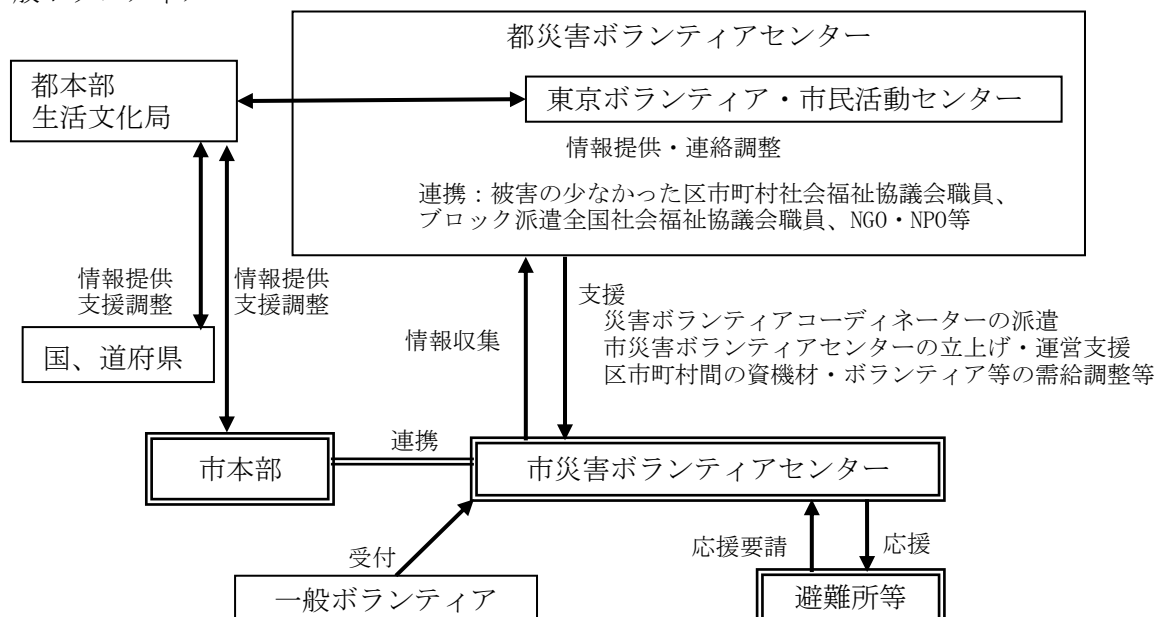 都災害ボランティアセンター
都本部
生活文化局
東京ボランティア・市民活動センター
情報提供・連絡調整
連携：被害の少なかった区市町村社会福祉協議会職員、
ブロック派遣全国社会福祉協議会職員、NGO・NPO等
情報提供
支援調整
情報提供
支援調整
国、道府県
情報収集
支援
災害ボランティアコーディネーターの派遣
市災害ボランティアセンターの立上げ・運営支援
区市町村間の資機材・ボランティア等の需給調整等
市本部
連携
市災害ボランティアセンター
受付
応援要請
応援
一般ボランティア
避難所等